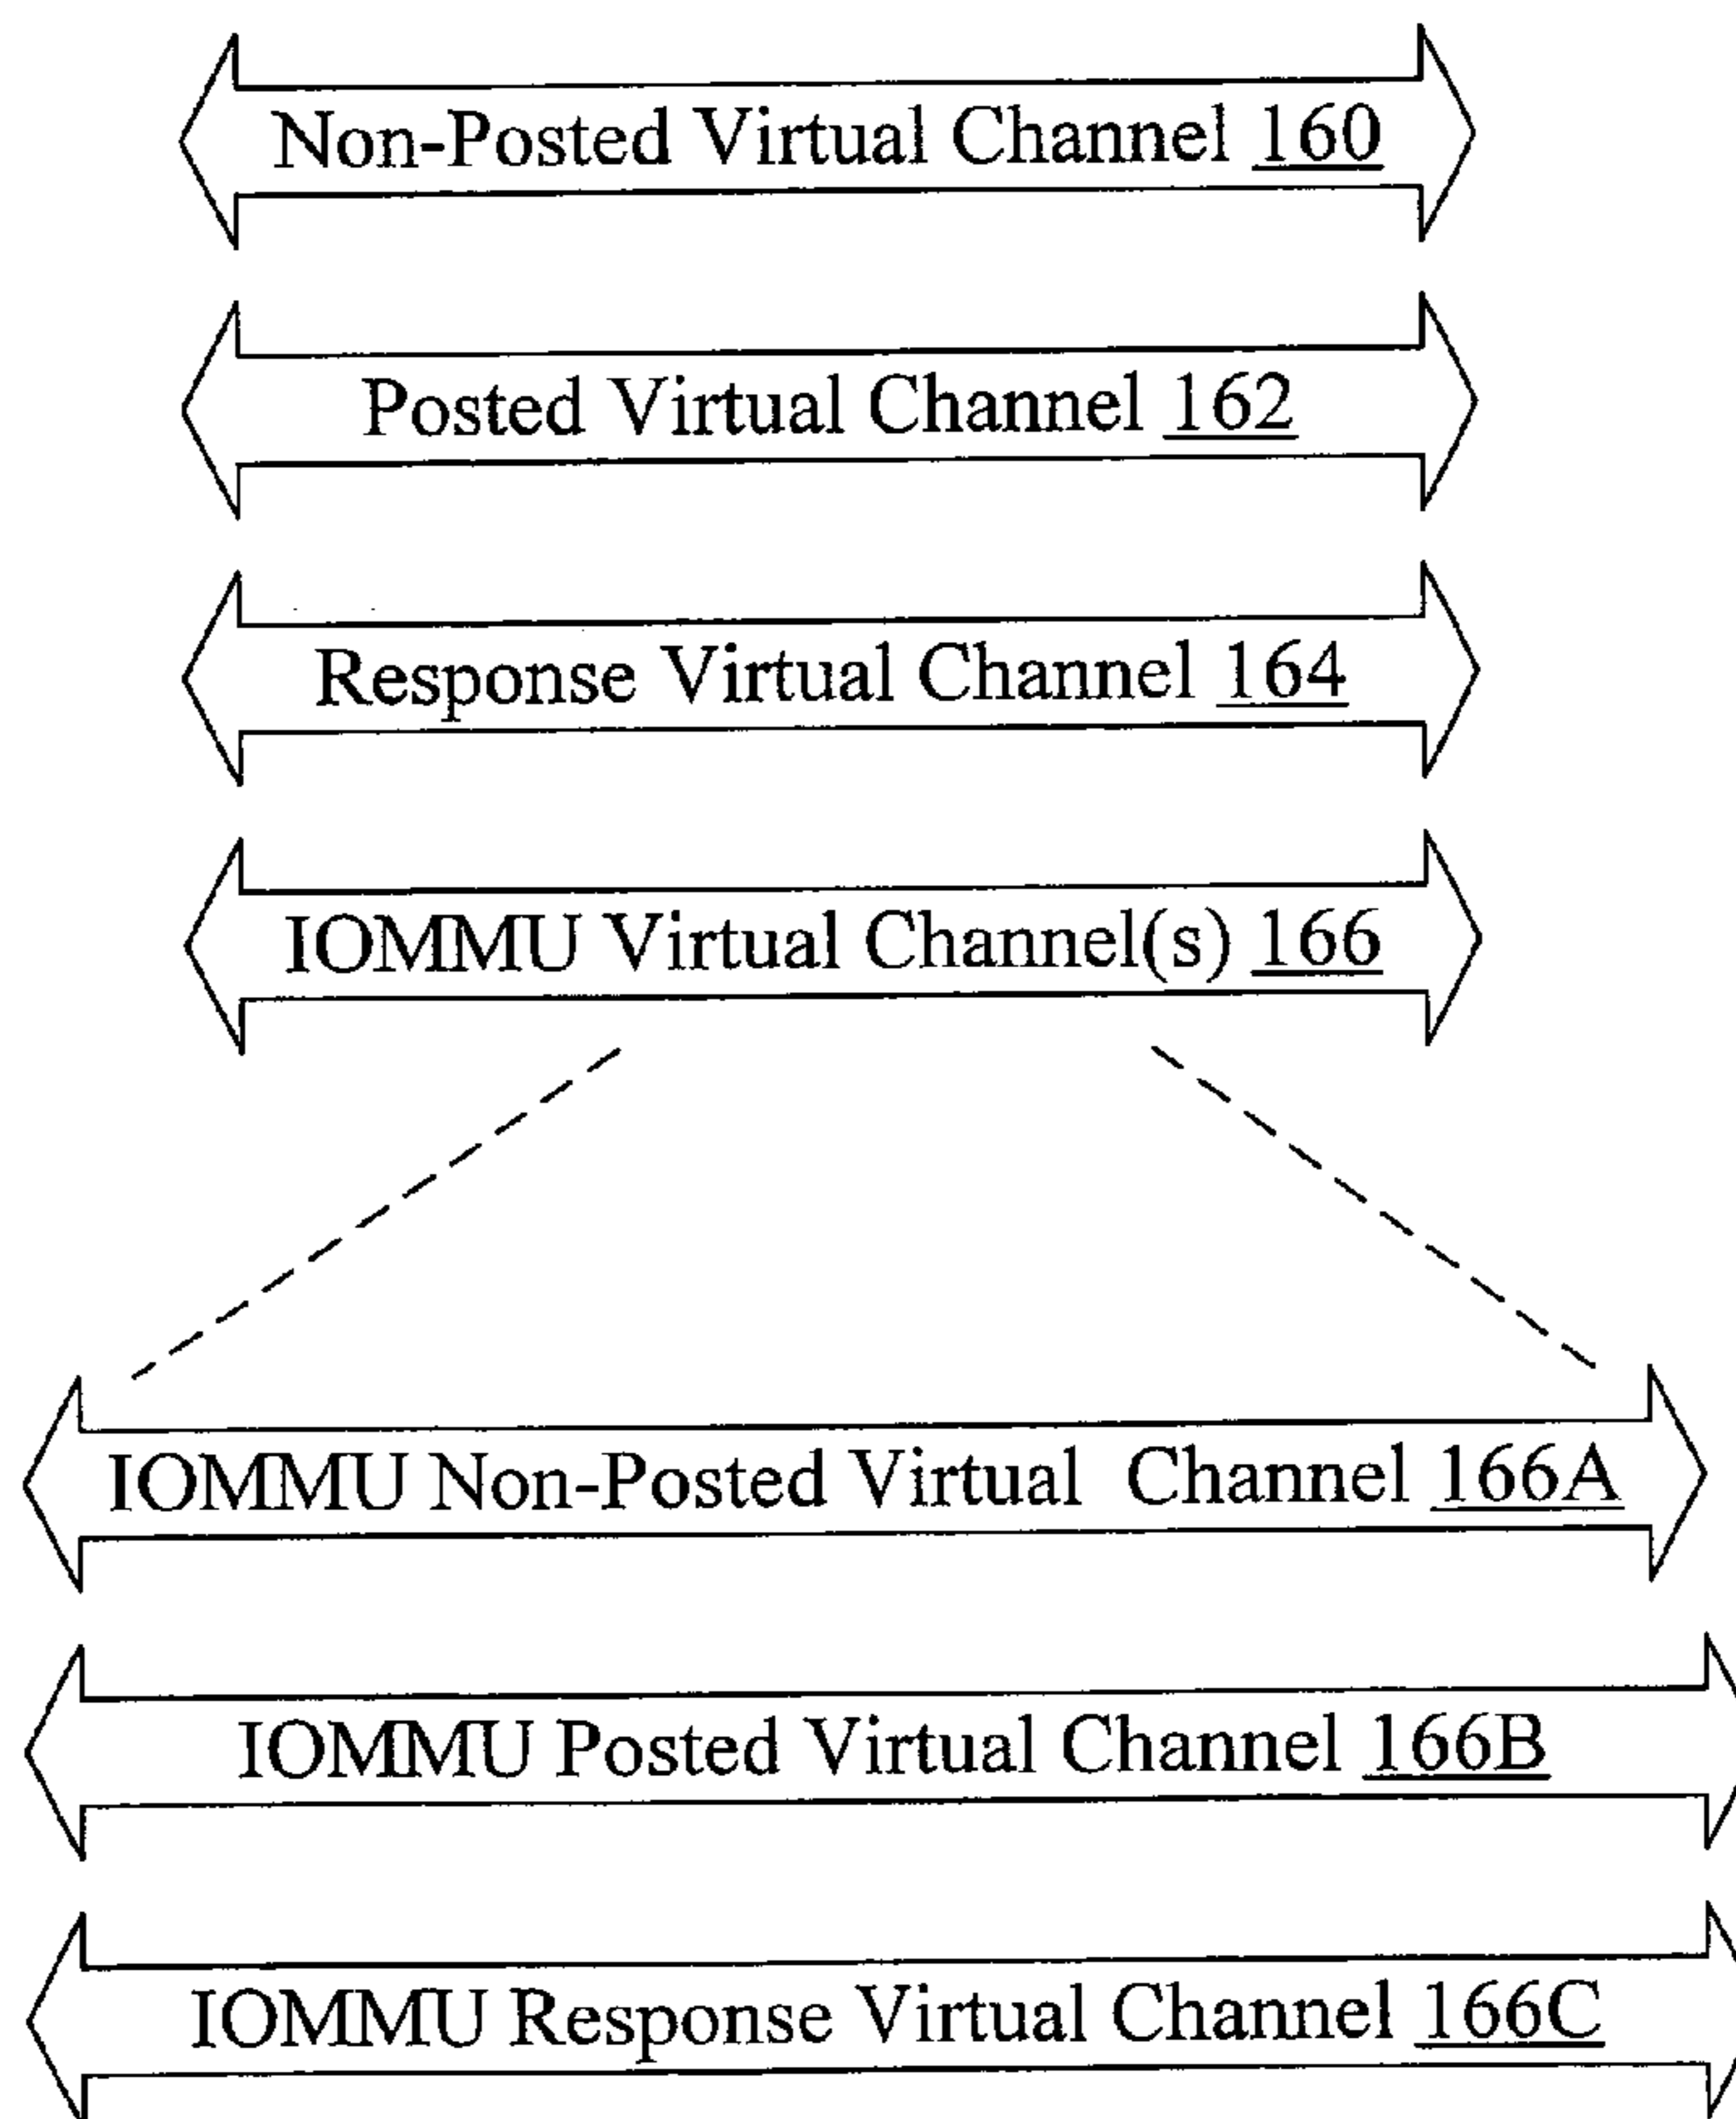 Non-Posted Virtual Channel 160
Posted Virtual Channel 162
Response Virtual Channel 164
IOMMU Virtual Channel(s) 166
IOMMU Non-Posted Virtual Channel 166A
IOMMU Posted Virtual Channel 166B
IOMMU Response Virtual Channel 166C